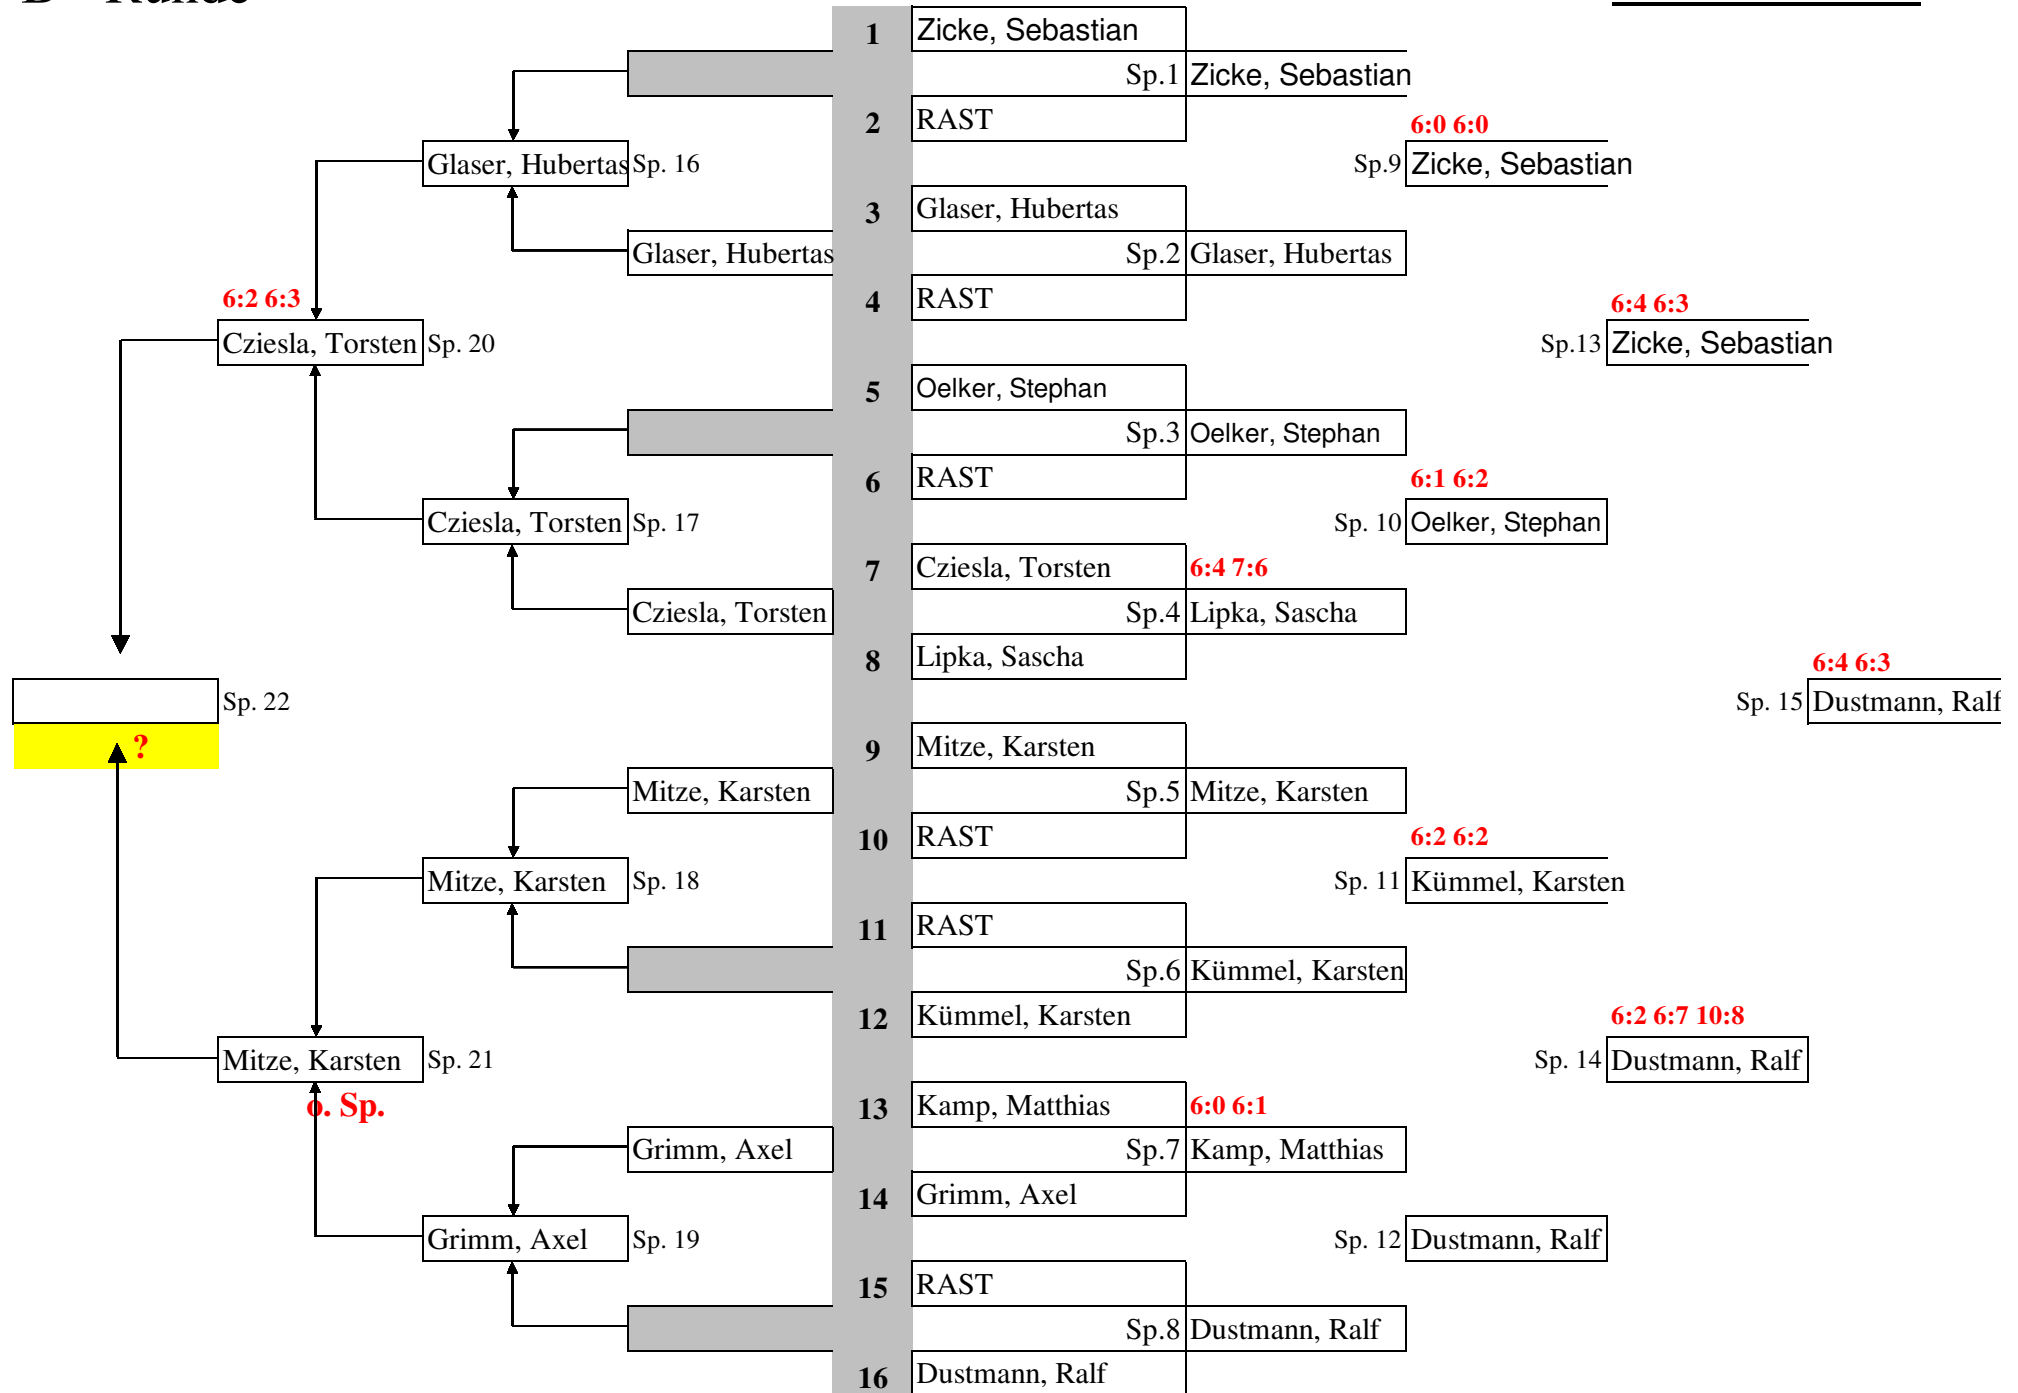 1 Zicke, Sebastian
Sp.1 Zicke, Sebastian
2 RAST 6:0 6:0
Glaser, Hubertas Sp. 16 Sp.9 Zicke, Sebastian
3 Glaser, Hubertas
Glaser, Hubertas Sp.2 Glaser, Hubertas
6:2 6:3 4 RAST 6:4 6:3
Cziesla, Torsten Sp. 20 Sp.13 Zicke, Sebastian
5 Oelker, Stephan
Sp.3 Oelker, Stephan
6 RAST 6:1 6:2
Cziesla, Torsten Sp. 17 Sp. 10 Oelker, Stephan
7 Cziesla, Torsten 6:4 7:6
Cziesla, Torsten Sp.4 Lipka, Sascha
8 Lipka, Sascha 6:4 6:3
Sp. 22 Sp. 15 Dustmann, Ralf
? 9 Mitze, Karsten
Mitze, Karsten Sp.5 Mitze, Karsten
10 RAST 6:2 6:2
Mitze, Karsten Sp. 18 Sp. 11 Kümmel, Karsten
11 RAST
Sp.6 Kümmel, Karsten
12 Kümmel, Karsten 6:2 6:7 10:8
Mitze, Karsten Sp. 21 Sp. 14 Dustmann, Ralf
o. Sp. 13 Kamp, Matthias 6:0 6:1
Grimm, Axel Sp.7 Kamp, Matthias
14 Grimm, Axel
Grimm, Axel Sp. 19 Sp. 12 Dustmann, Ralf
15 RAST
Sp.8 Dustmann, Ralf
16 Dustmann, Ralf